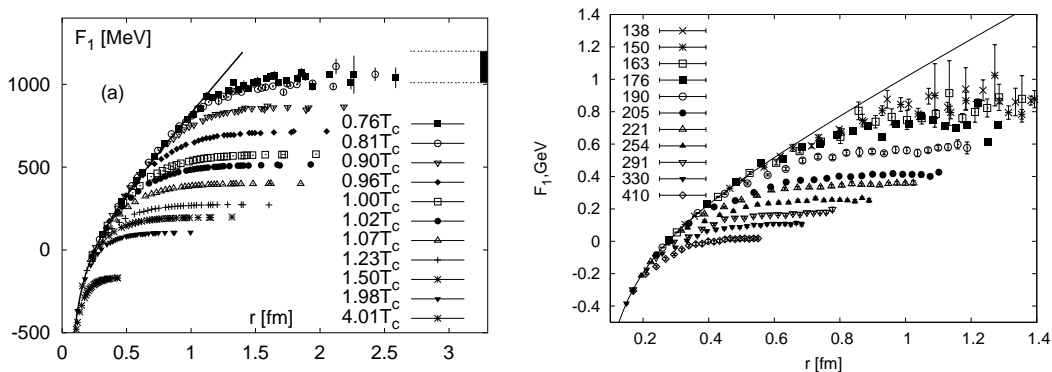 F1 [MeV]
(a)
1000
500
0
-500
0
0.5
1
1.5
2
2.5
3
r [fm]
0.76Tc
0.81Tc
0.90Tc
0.96Tc
1.00Tc
1.02Tc
1.07Tc
1.23Tc
1.50Tc
1.98Tc
4.01Tc
F1,GeV
1.4
1.2
1
0.8
0.6
0.4
0.2
0
-0.2
-0.4
0.2
0.4
0.6
0.8
1
1.2
1.4
r [fm]
138
150
163
176
190
205
221
254
291
330
410